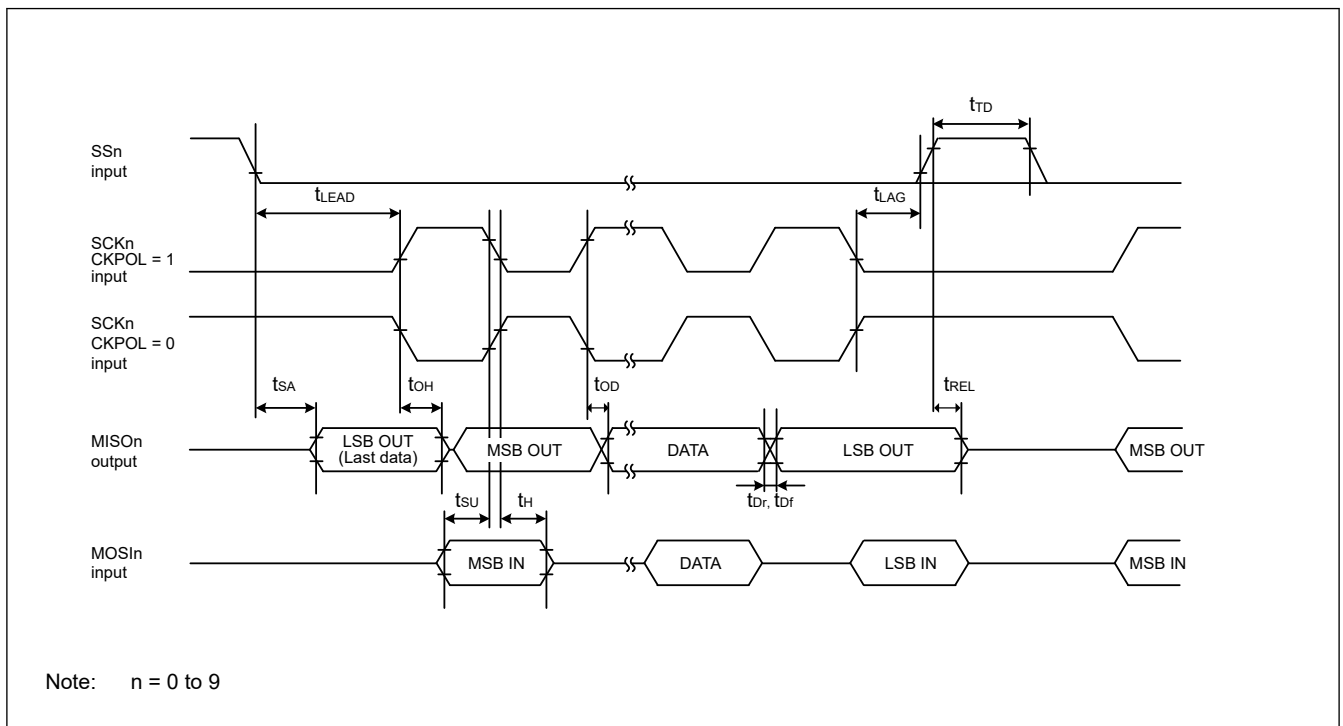 tTD
SSn
input
tLEAD
tLAG
SCKn
CKPOL = 1
input
SCKn
CKPOL = 0
input
tSA
tOH
tOD
tREL
MISOn
output
LSB OUT
(Last data)
MSB OUT
DATA
LSB OUT
MSB OUT
tSU
tH
tDr, tDf
MOSIn
input
MSB IN
DATA
LSB IN
MSB IN
Note: n = 0 to 9